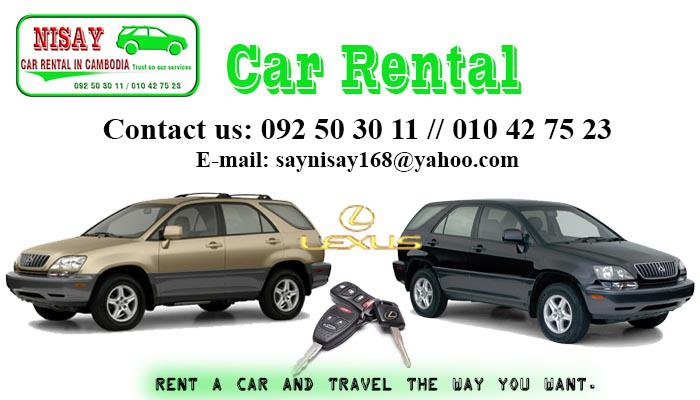 NISAY
CAR RENTAL IN CAMBODIA Trust on our services
092 50 30 11 / 010 42 75 23
Car Rental
Contact us: 092 50 30 11 // 010 42 75 23
E-mail: saynisay168@yahoo.com
LEXUS
RENT A CAR AND TRAVEL THE WAY YOU WANT.